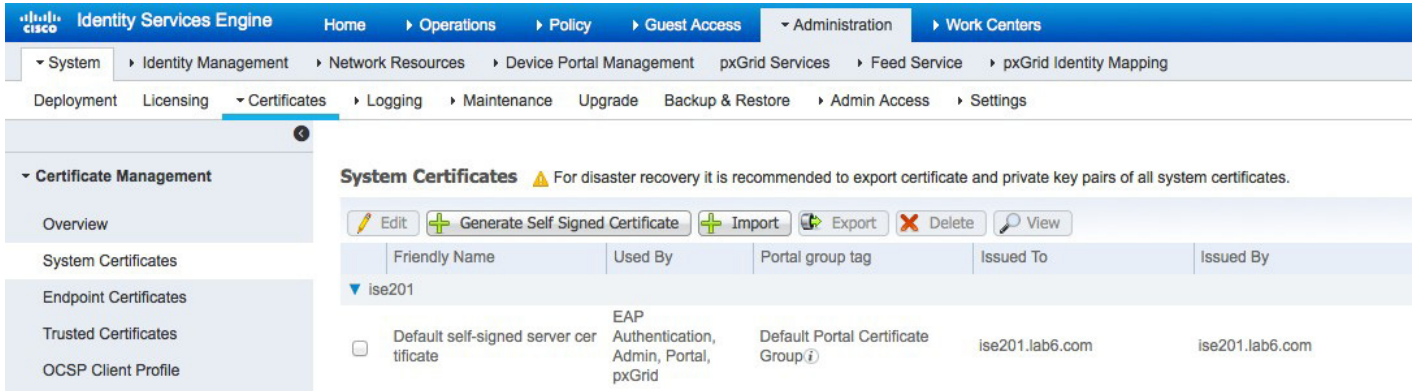 cisco Identity Services Engine Home Operations Policy Guest Access Administration Work Centers
System Identity Management Network Resources Device Portal Management pxGrid Services Feed Service pxGrid Identity Mapping
Deployment Licensing Certificates Logging Maintenance Upgrade Backup & Restore Admin Access Settings
Certificate Management
Overview
System Certificates
Endpoint Certificates
Trusted Certificates
OCSP Client Profile
System Certificates For disaster recovery it is recommended to export certificate and private key pairs of all system certificates.
Edit Generate Self Signed Certificate Import Export Delete View
Friendly Name Used By Portal group tag Issued To Issued By
ise201
Default self-signed server cer
tificate
EAP
Authentication,
Admin, Portal,
pxGrid
Default Portal Certificate
Group
ise201.lab6.com
ise201.lab6.com